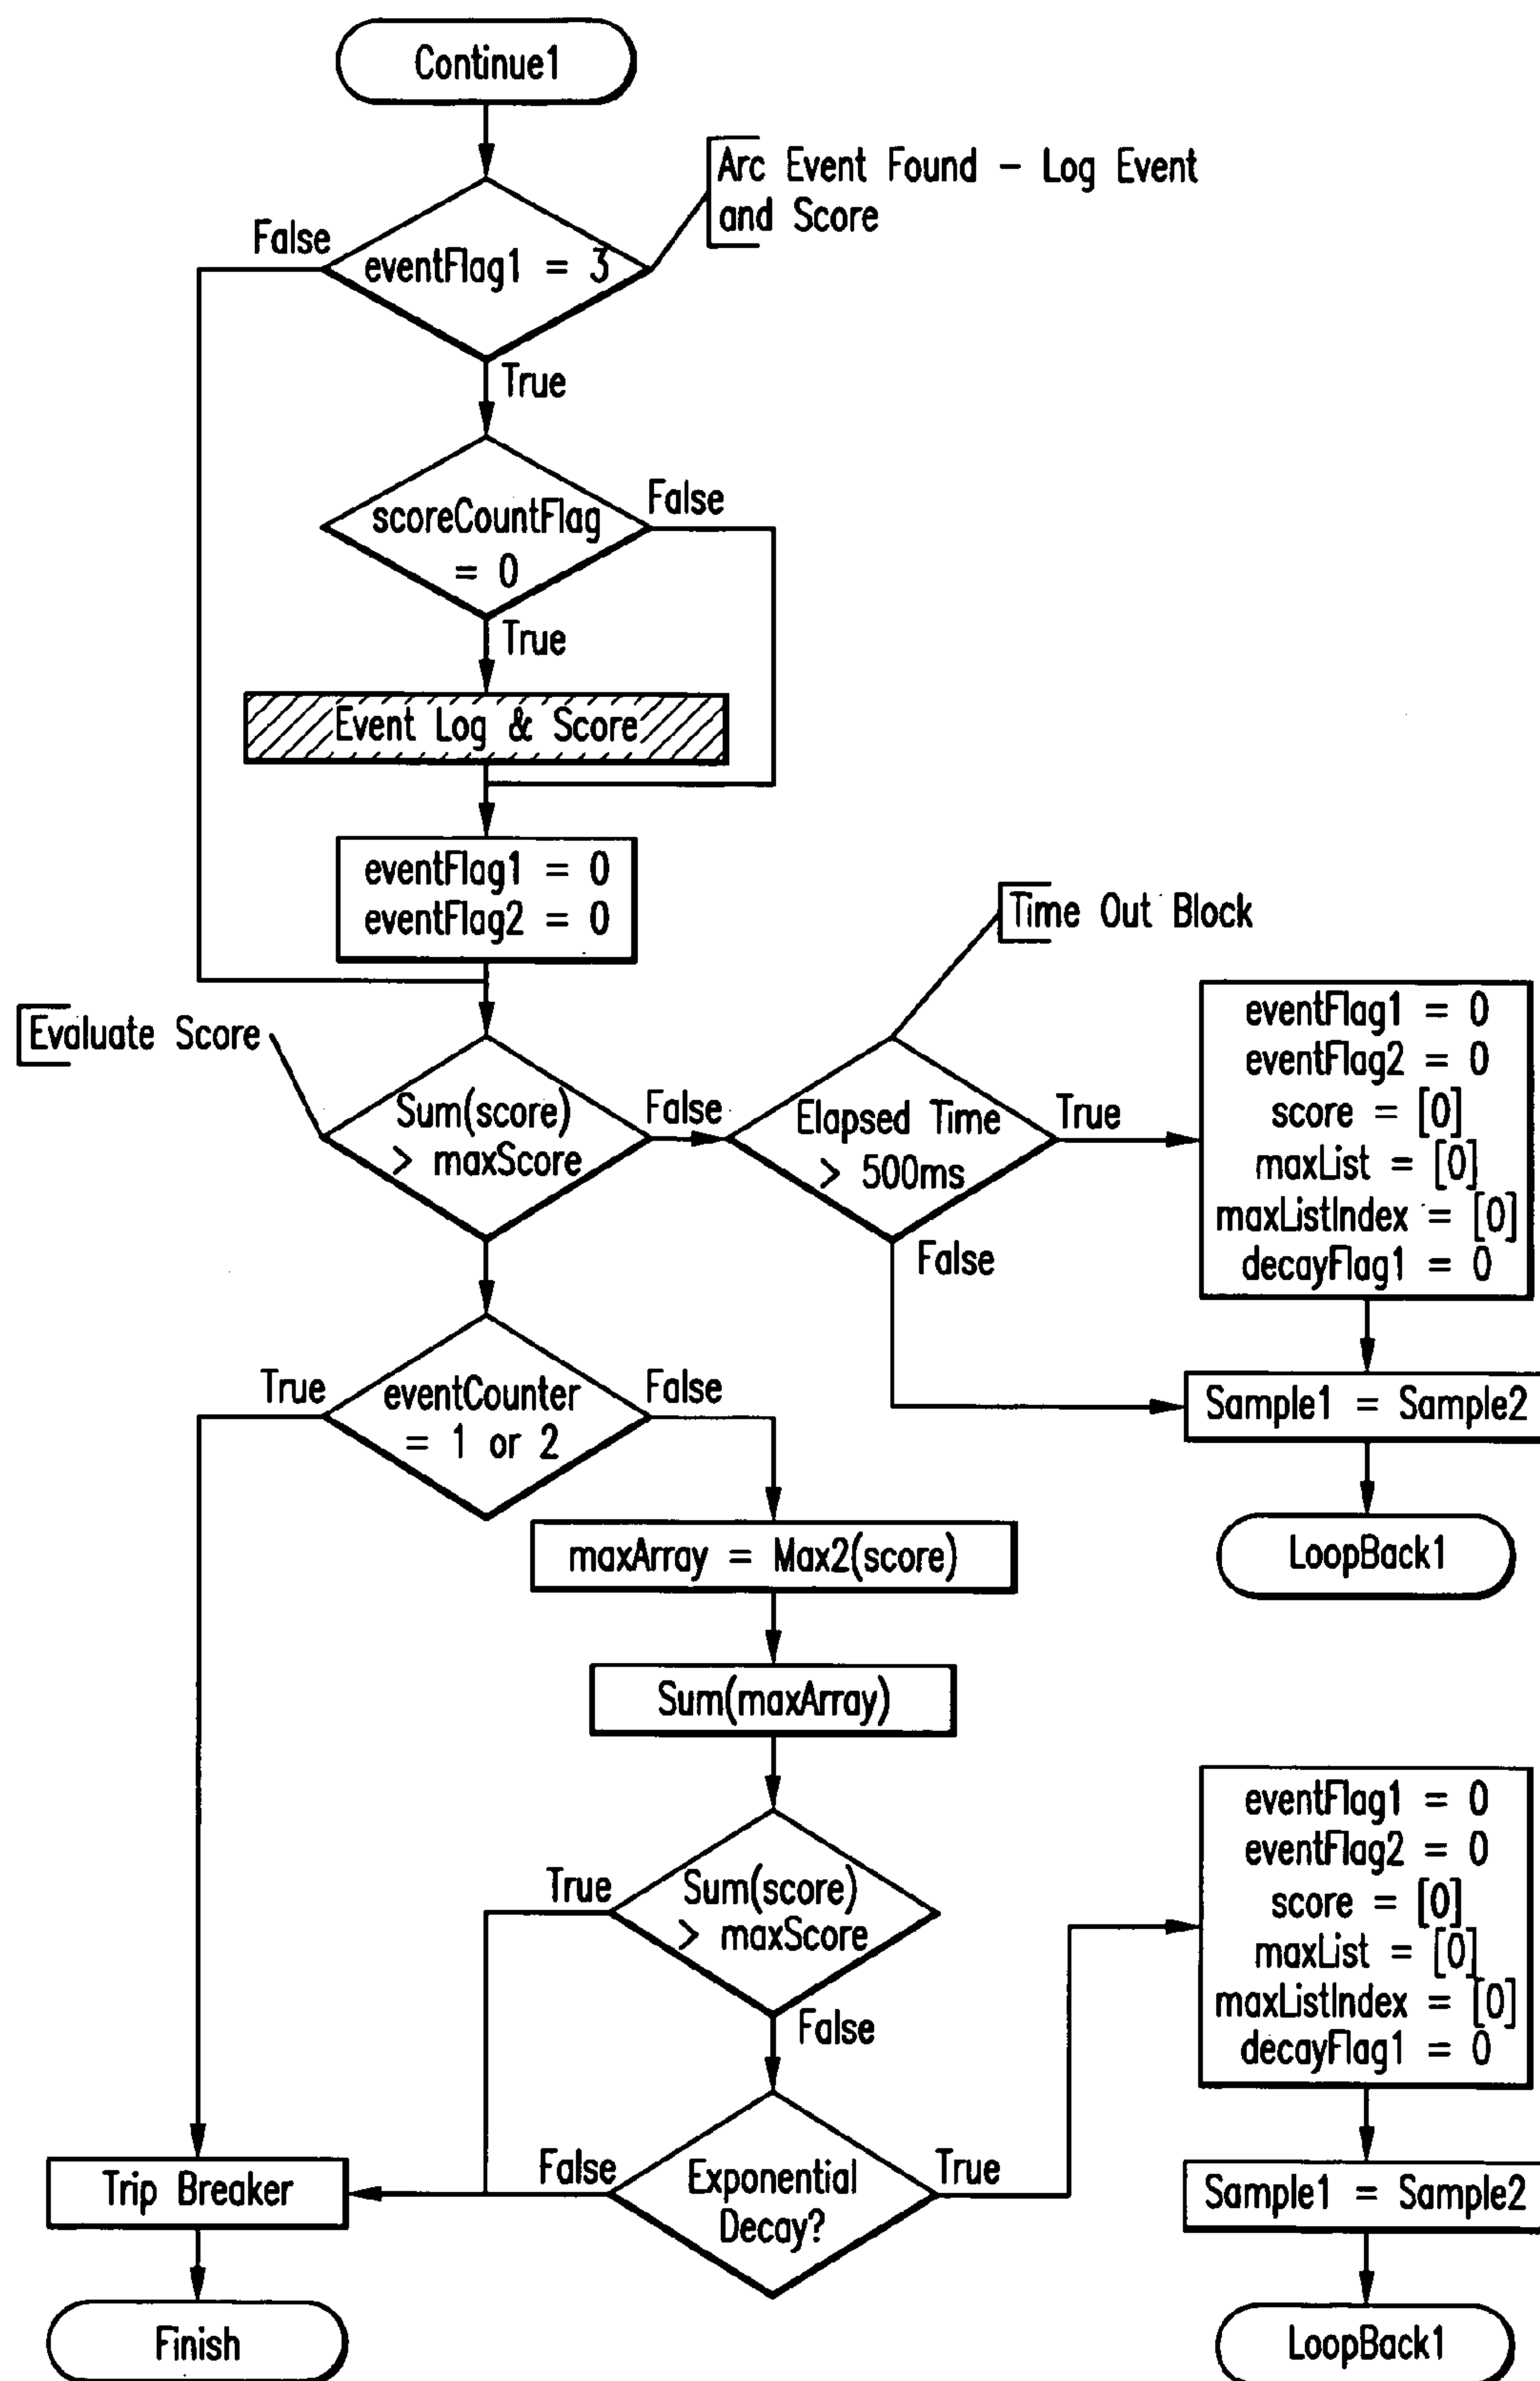 Continue1
Arc Event Found - Log Event
and Score
False
eventFlag1 = 3
True
scoreCountFlag
= 0
False
True
Event Log & Score
eventFlag1 = 0
eventFlag2 = 0
Time Out Block
Evaluate Score
Sum(score)
> maxScore
False
Elapsed Time
> 500ms
True
False
eventFlag1 = 0
eventFlag2 = 0
score = [0]
maxList = [0]
maxListIndex = [0]
decayFlag1 = 0
Sample1 = Sample2
LoopBack1
True
eventCounter
= 1 or 2
False
maxArray = Max2(score)
Sum(maxArray)
True
Sum(score)
> maxScore
False
False
Exponential
Decay?
True
eventFlag1 = 0
eventFlag2 = 0
score = [0]
maxList = [0]
maxListIndex = [0]
decayFlag1 = 0
Sample1 = Sample2
LoopBack1
Trip Breaker
Finish